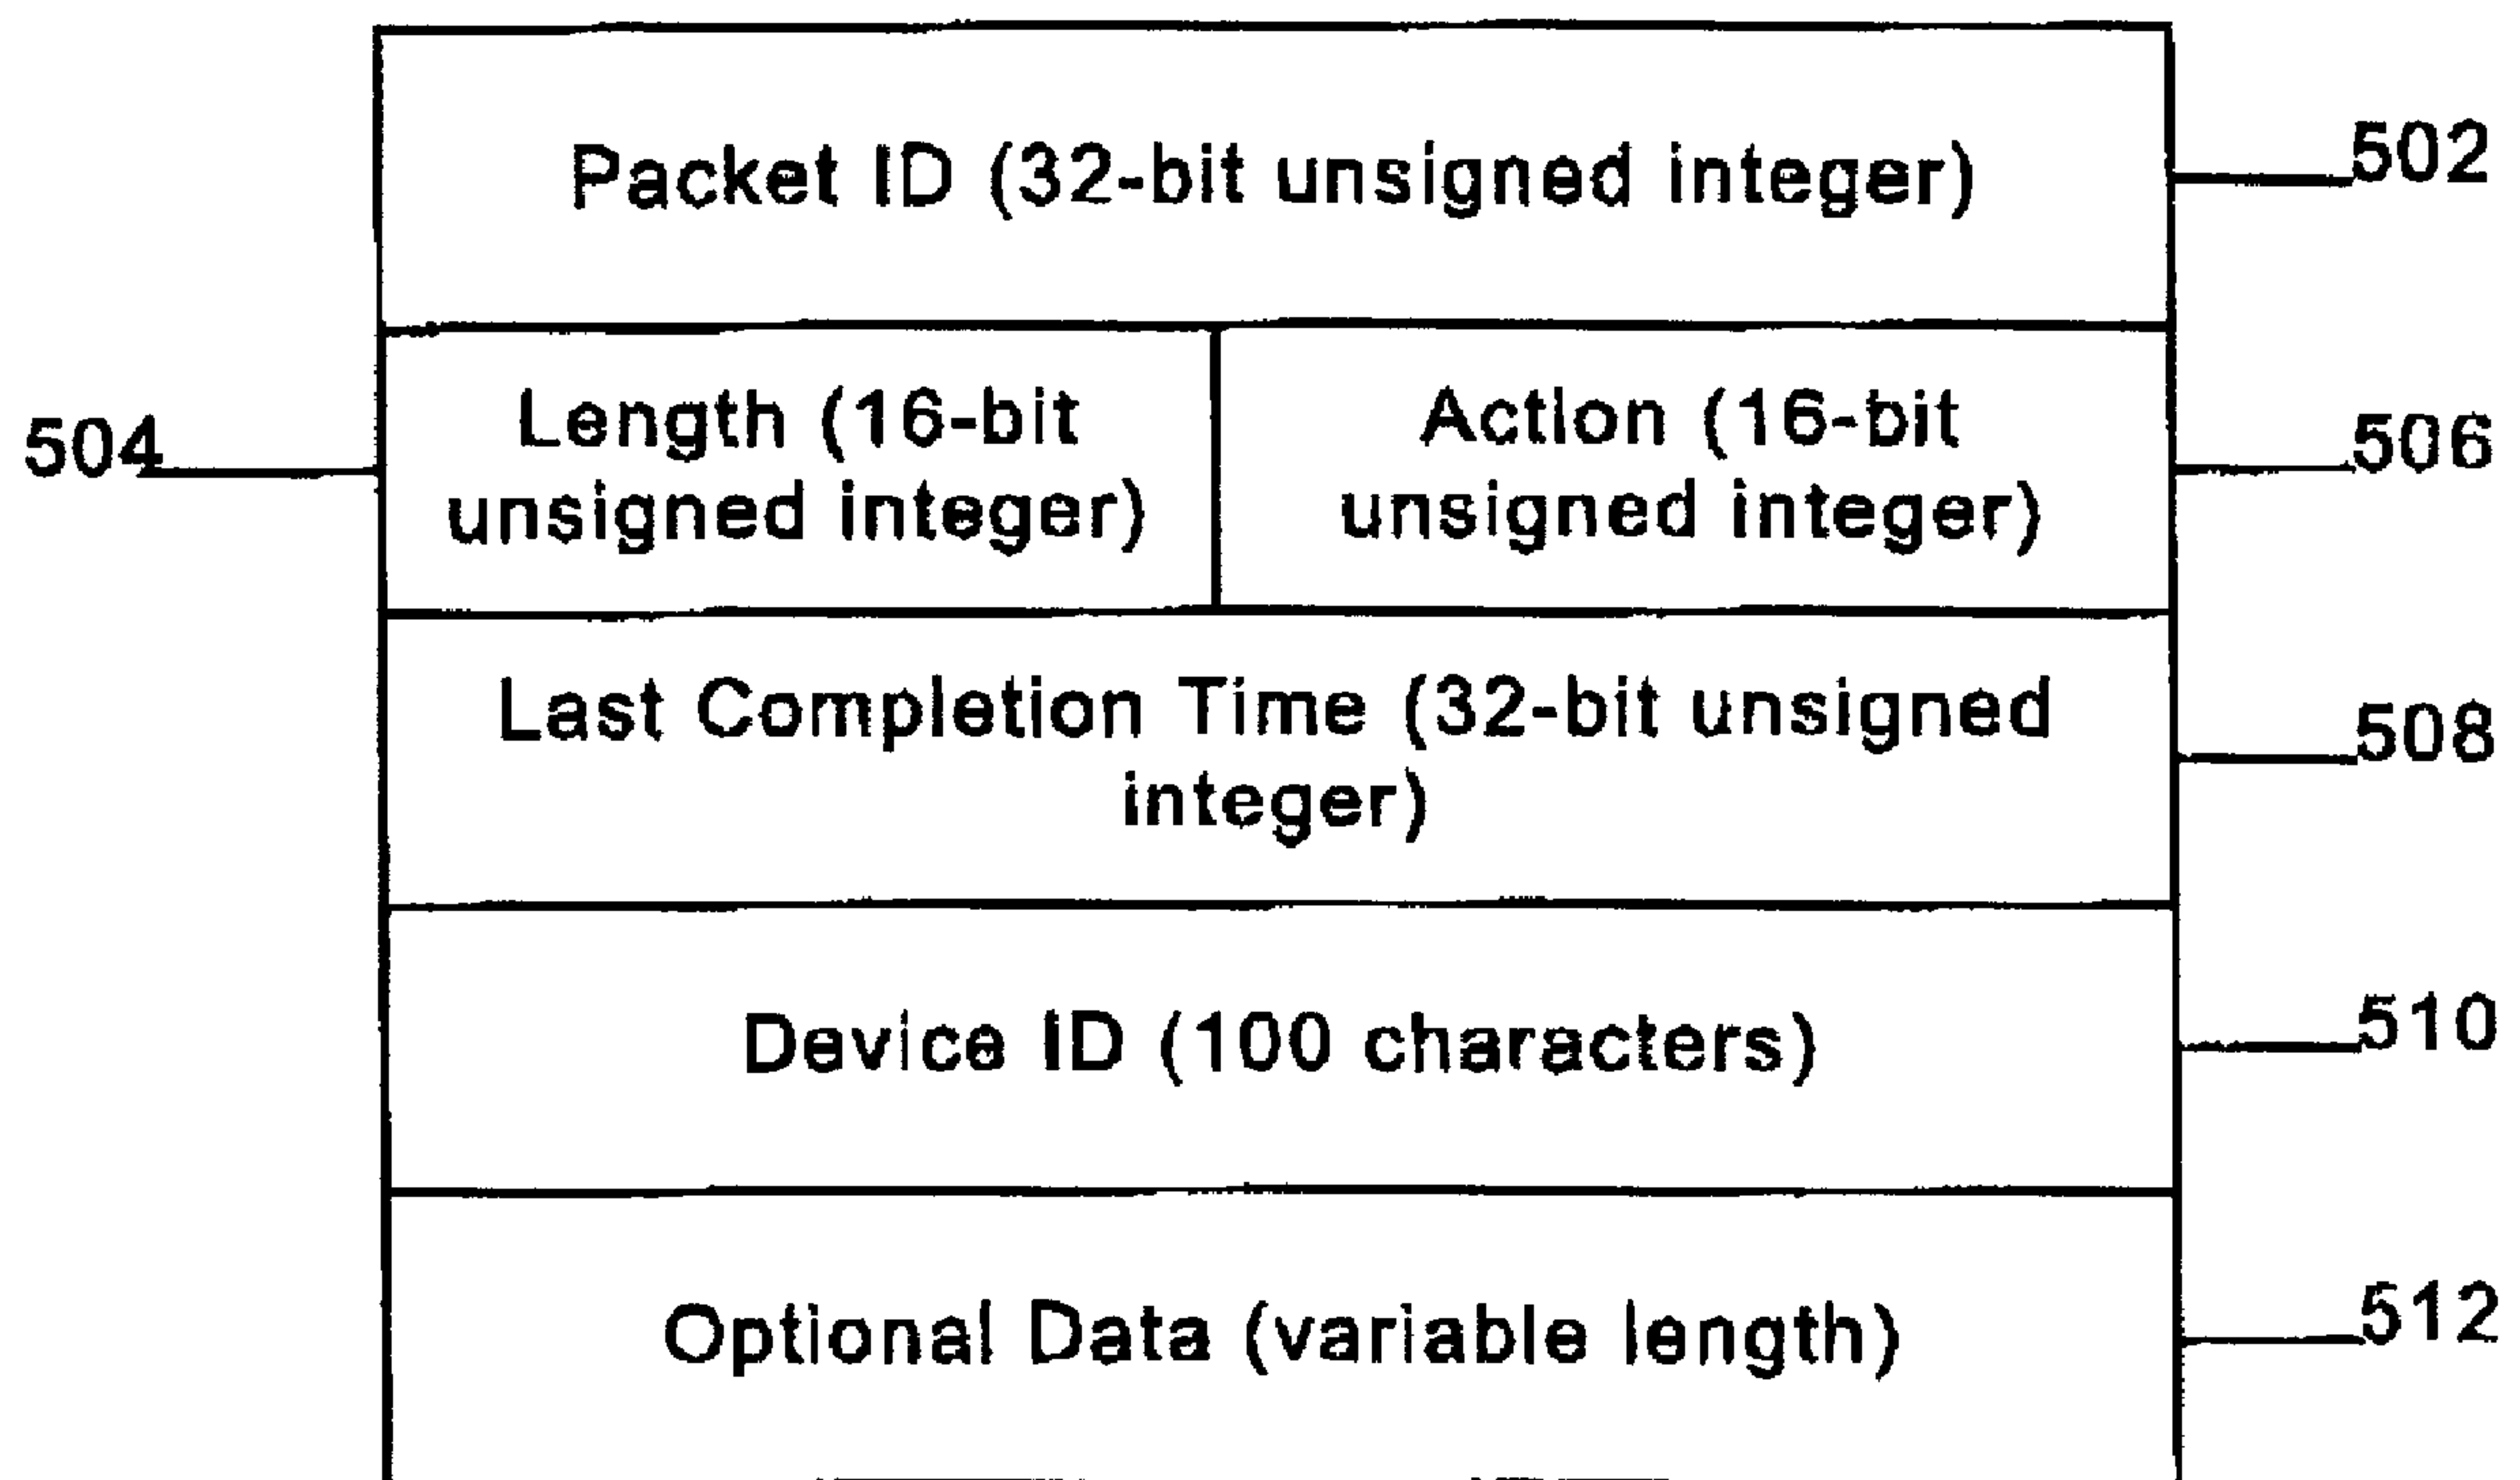 Packet ID (32-bit unsigned integer)
502
504
Length (16-bit
unsigned integer)
Action (16-bit
unsigned integer)
506
Last Completion Time (32-bit unsigned
integer)
508
Device ID (100 characters)
510
Optional Data (variable length)
512